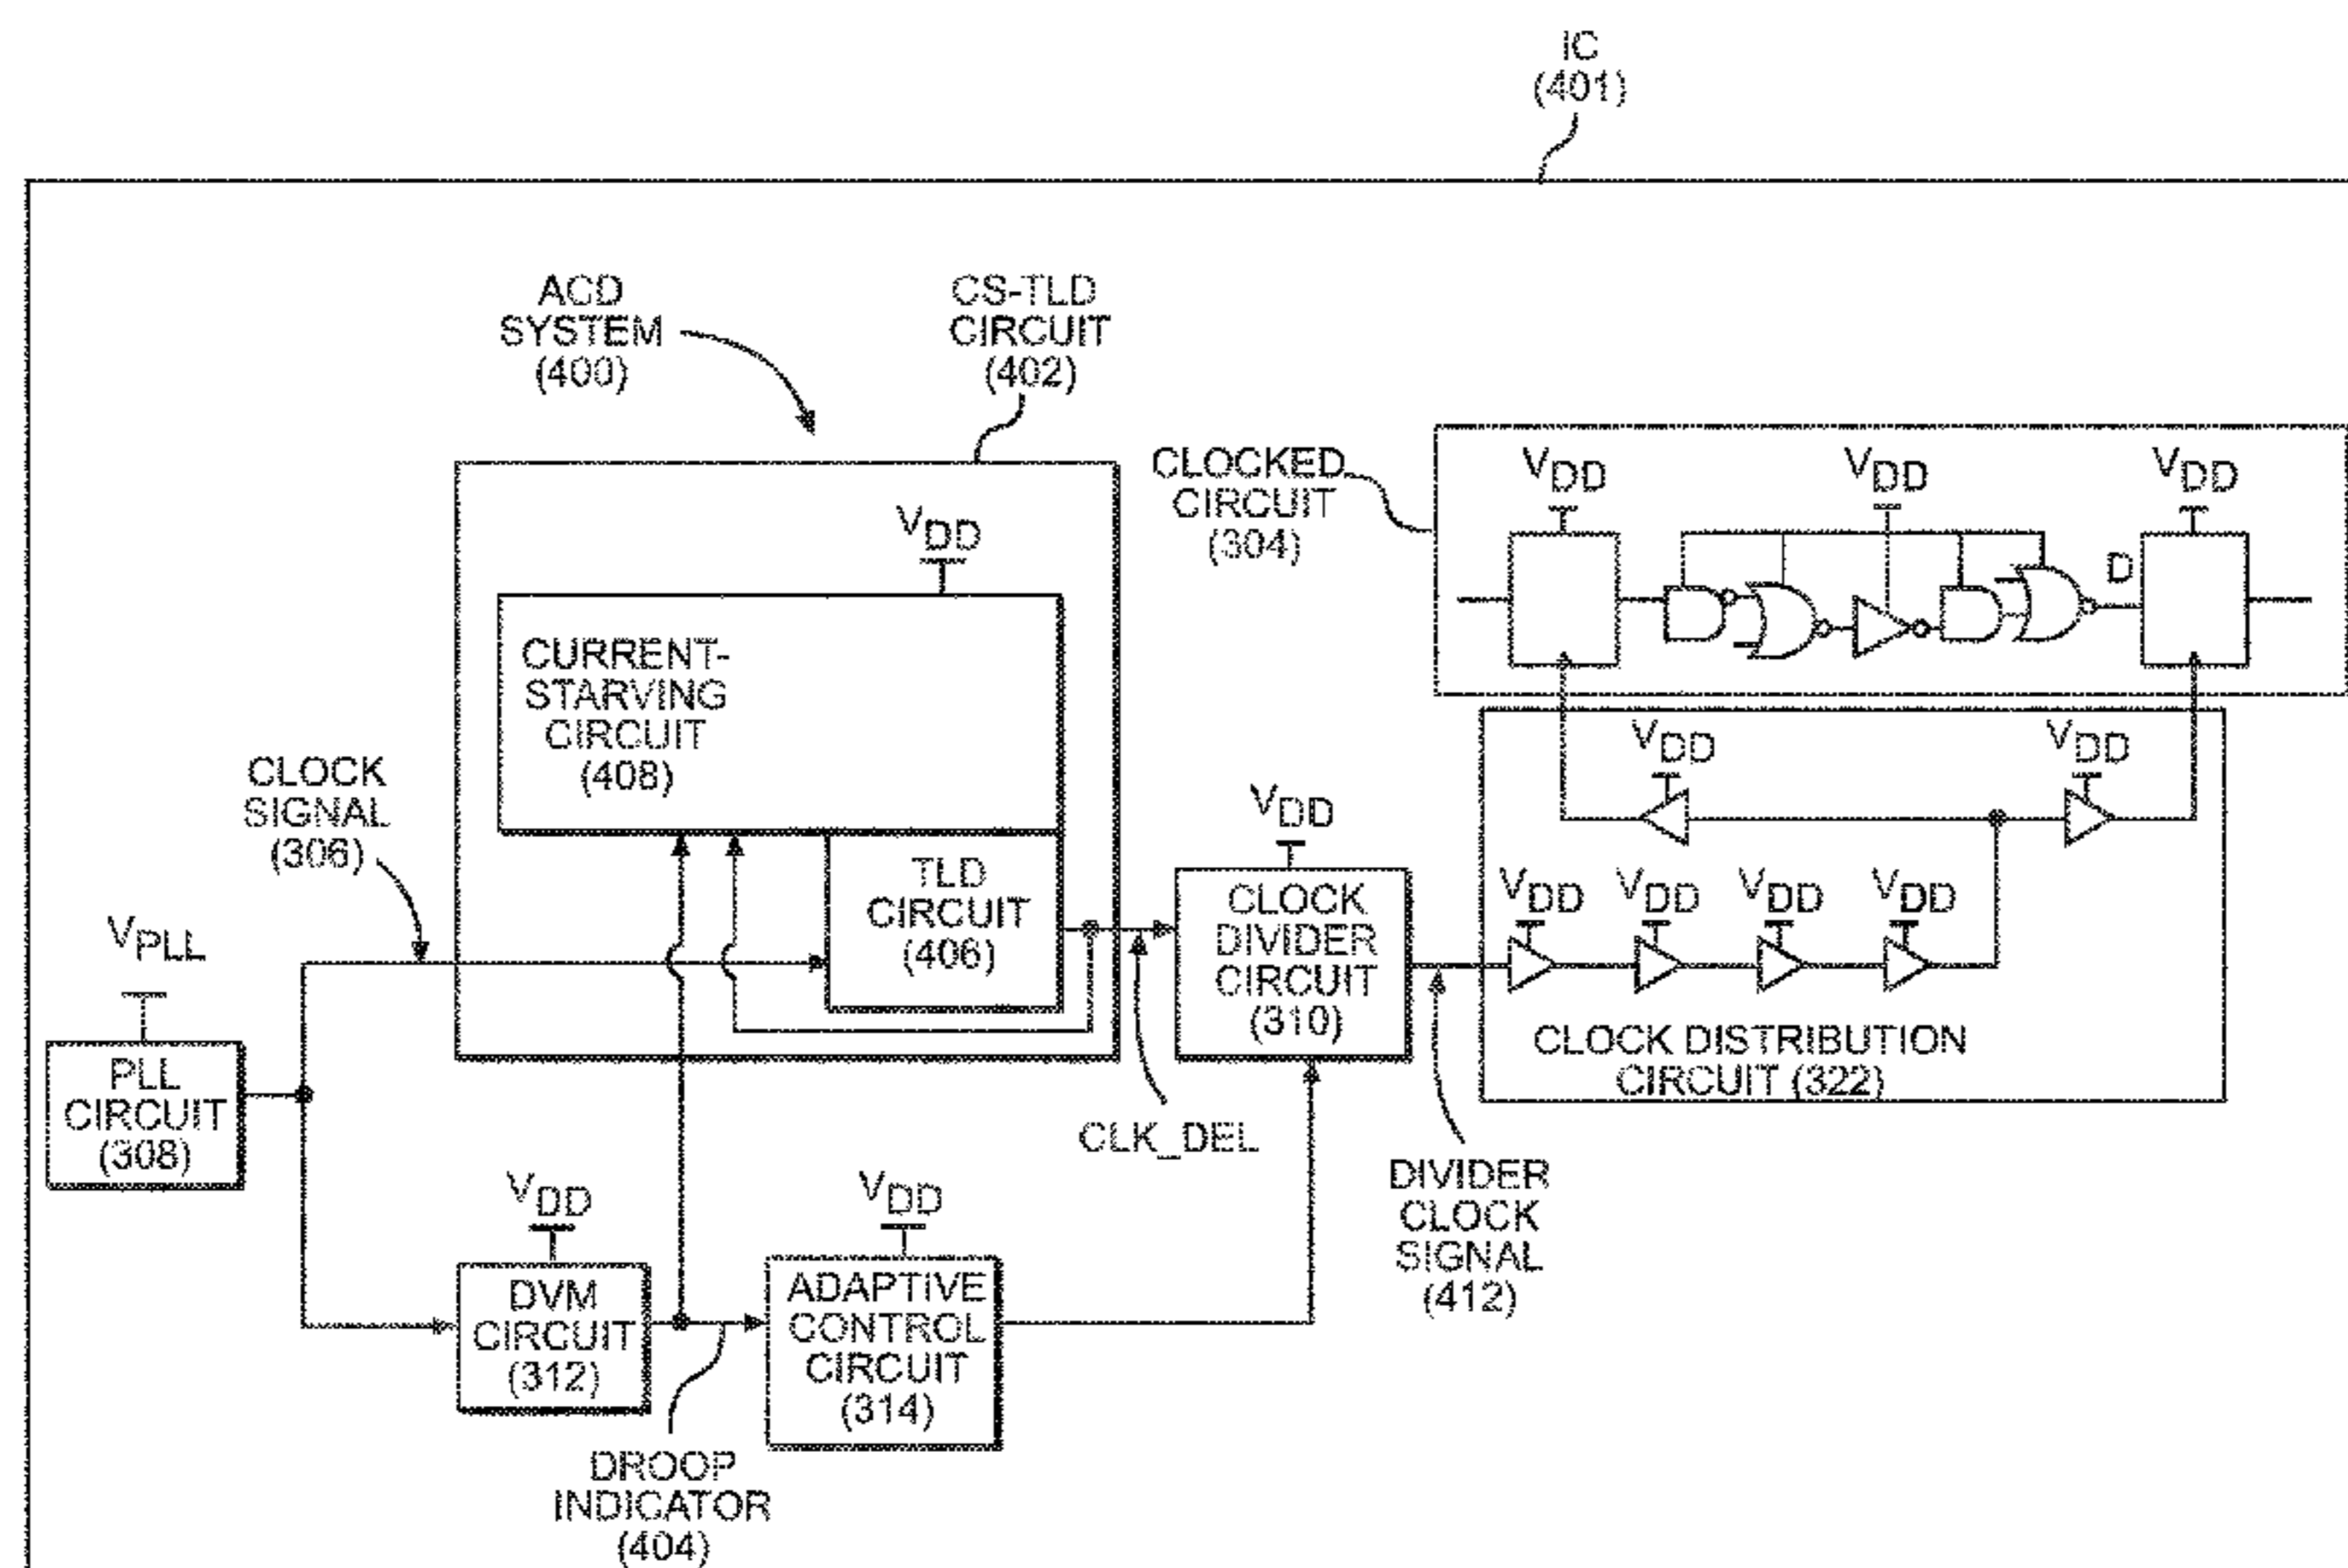 IC
(401)
ACD
SYSTEM
(400)
CS-TLD
CIRCUIT
(402)
CLOCKED
CIRCUIT
(304)
VDD
VDD
VDD
D
VDD
CURRENT-
STARVING
CIRCUIT
(408)
CLOCK
SIGNAL
(306)
TLD
CIRCUIT
(406)
VPLL
PLL
CIRCUIT
(308)
VDD
CLOCK
DIVIDER
CIRCUIT
(310)
VDD
VDD
VDD
VDD
VDD
VDD
CLOCK DISTRIBUTION
CIRCUIT (322)
CLK_DEL
DIVIDER
CLOCK
SIGNAL
(412)
VDD
DVM
CIRCUIT
(312)
VDD
ADAPTIVE
CONTROL
CIRCUIT
(314)
DROOP
INDICATOR
(404)